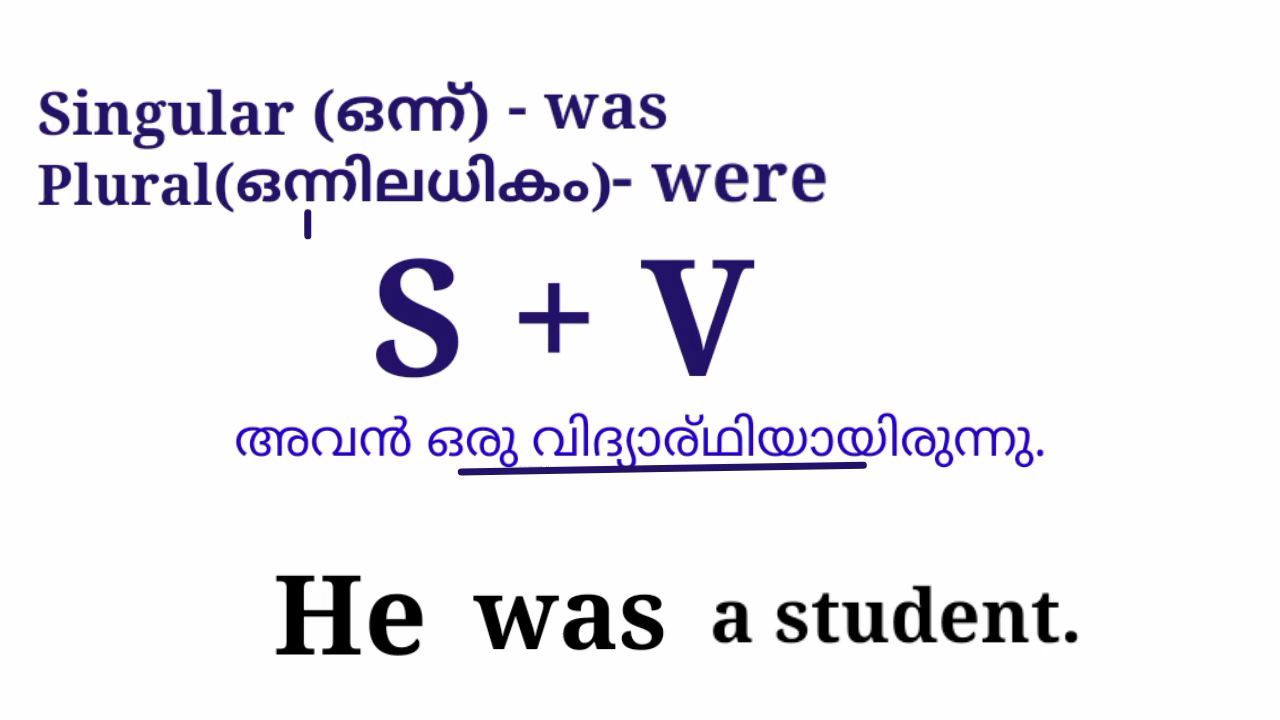 Singular (ഒന്ന്) - was
Plural(ഒന്നിലധികം)- were
S + V
അവൻ ഒരു വിദ്യാര്ഥിയായിരുന്നു.
He was a student.